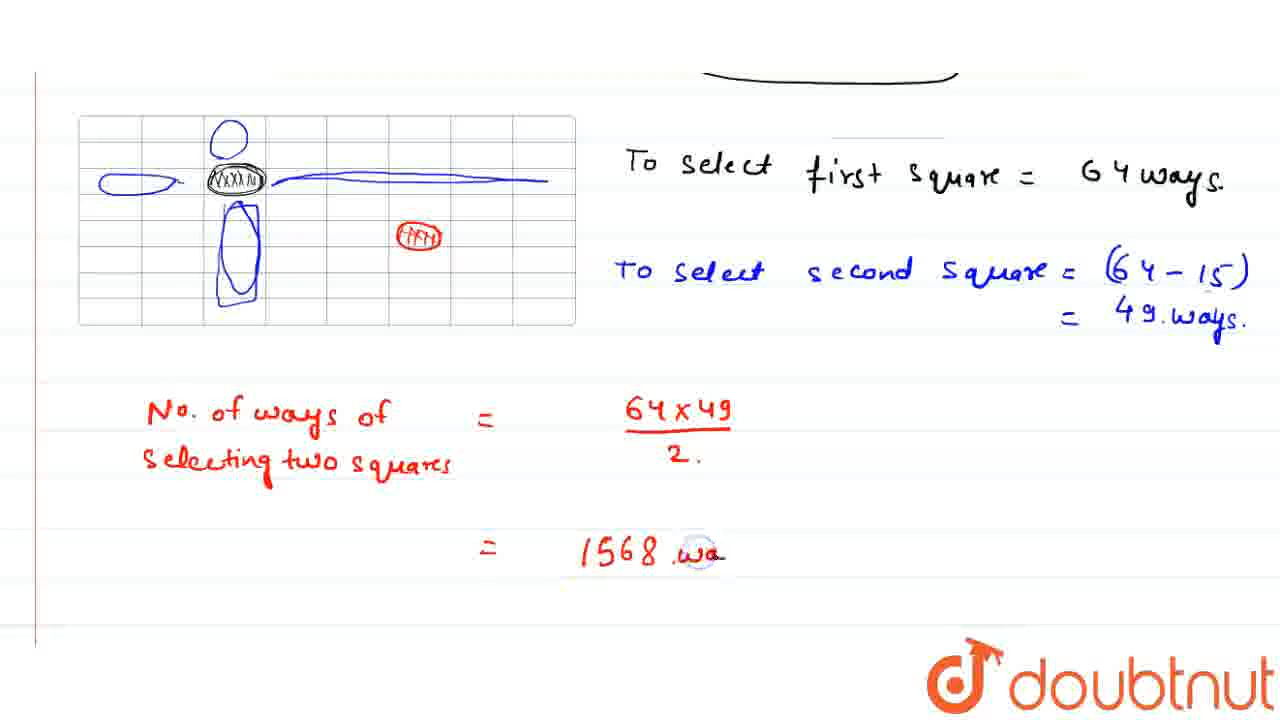 To select first square = 64 ways.
To select second square = (64 - 15)
= 49. ways.
No. of ways of selecting two squares = 64 x 49 / 2.
= 1568 .wa
doubtnut